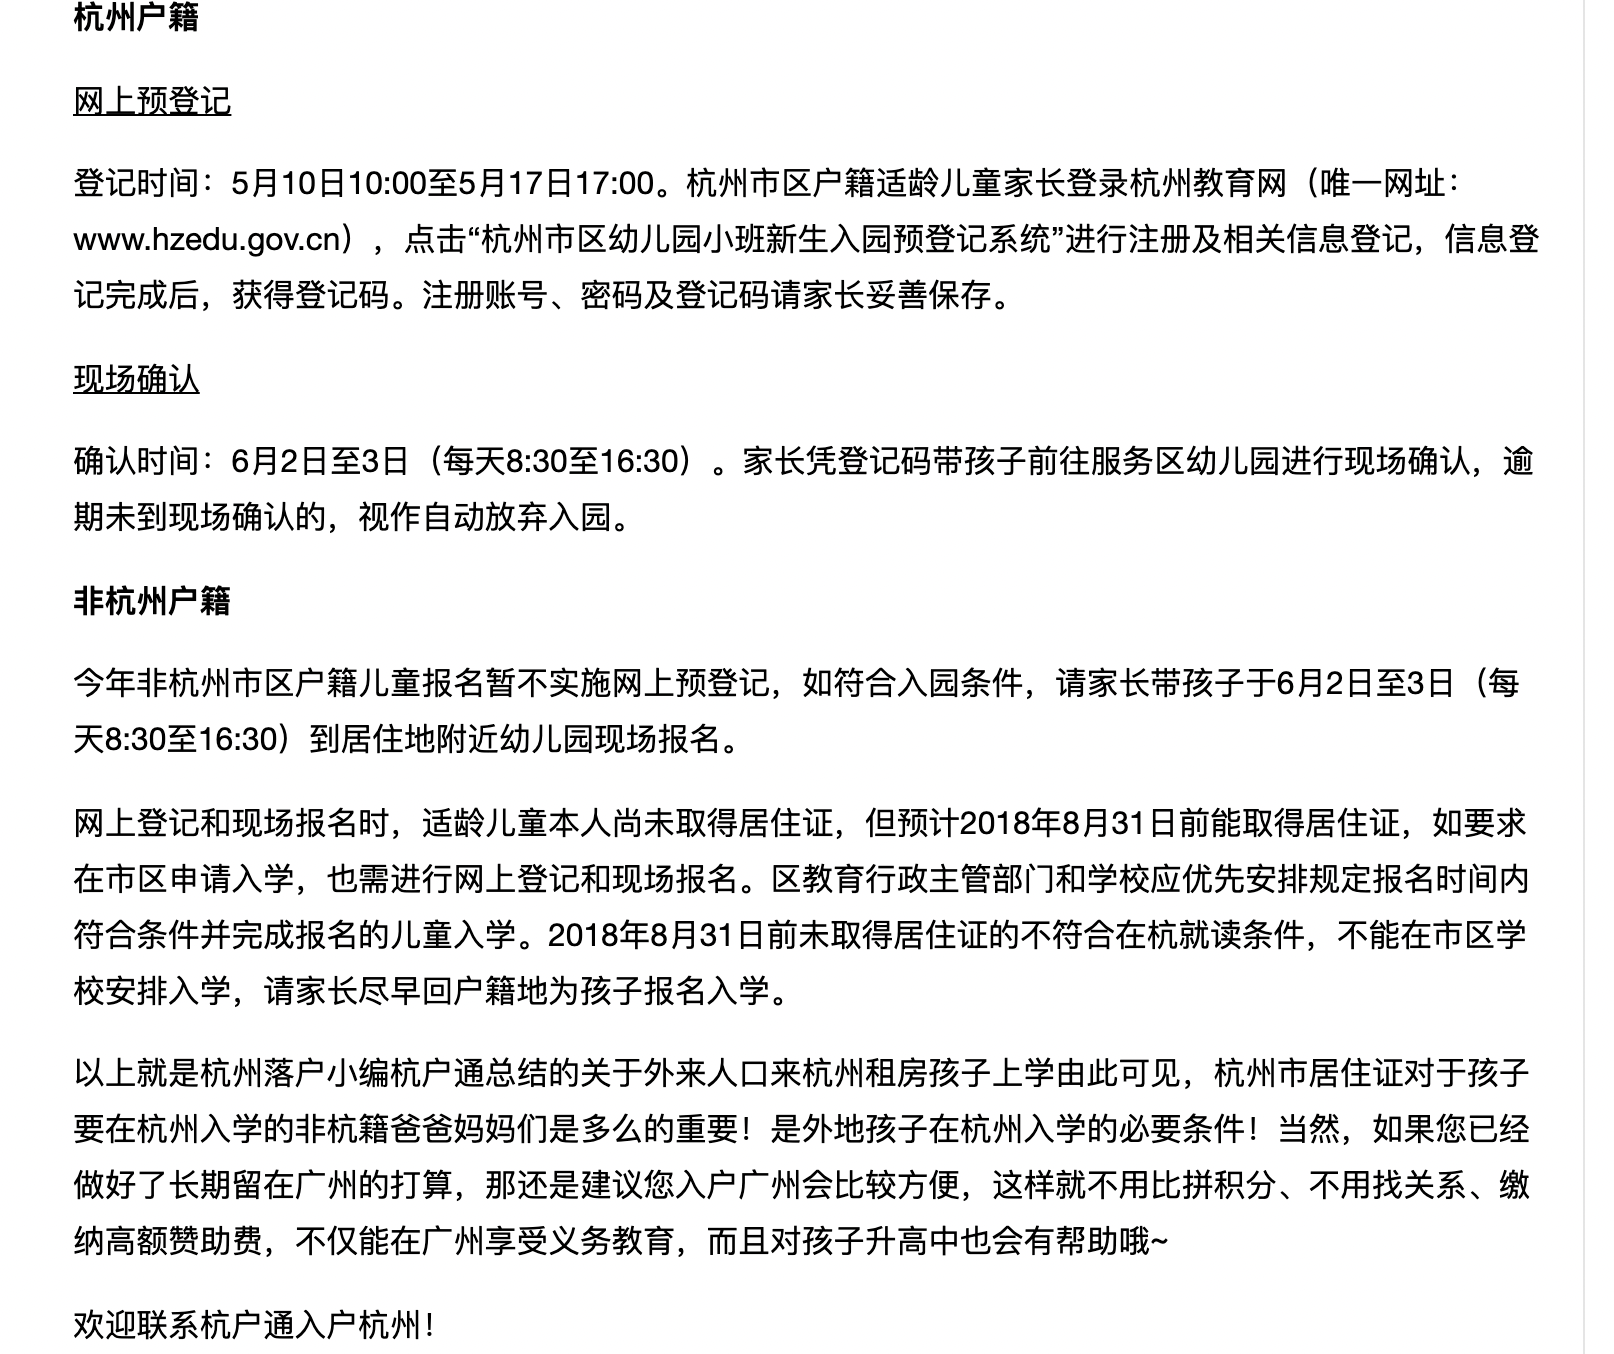 杭州户籍
网上预登记
登记时间：5月10日10:00至5月17日17:00。杭州市区户籍适龄儿童家长登录杭州教育网（唯一网址：
www.hzedu.gov.cn），点击“杭州市区幼儿园小班新生入园预登记系统”进行注册及相关信息登记，信息登
记完成后，获得登记码。注册账号、密码及登记码请家长妥善保存。
现场确认
确认时间：6月2日至3日（每天8:30至16:30）。家长凭登记码带孩子前往服务区幼儿园进行现场确认，逾
期未到现场确认的，视作自动放弃入园。
非杭州户籍
今年非杭州市区户籍儿童报名暂不实施网上预登记，如符合入园条件，请家长带孩子于6月2日至3日（每
天8:30至16:30）到居住地附近幼儿园现场报名。
网上登记和现场报名时，适龄儿童本人尚未取得居住证，但预计2018年8月31日前能取得居住证，如要求
在市区申请入学，也需进行网上登记和现场报名。区教育行政主管部门和学校应优先安排规定报名时间内
符合条件并完成报名的儿童入学。2018年8月31日前未取得居住证的不符合在杭就读条件，不能在市区学
校安排入学，请家长尽早回户籍地为孩子报名入学。
以上就是杭州落户小编杭户通总结的关于外来人口来杭州租房孩子上学由此可见，杭州市居住证对于孩子
要在杭州入学的非杭籍爸爸妈妈们是多么的重要！是外地孩子在杭州入学的必要条件！当然，如果您已经
做好了长期留在广州的打算，那还是建议您入户广州会比较方便，这样就不用比拼积分、不用找关系、缴
纳高额赞助费，不仅能在广州享受义务教育，而且对孩子升高中也会有帮助哦~
欢迎联系杭户通入户杭州！